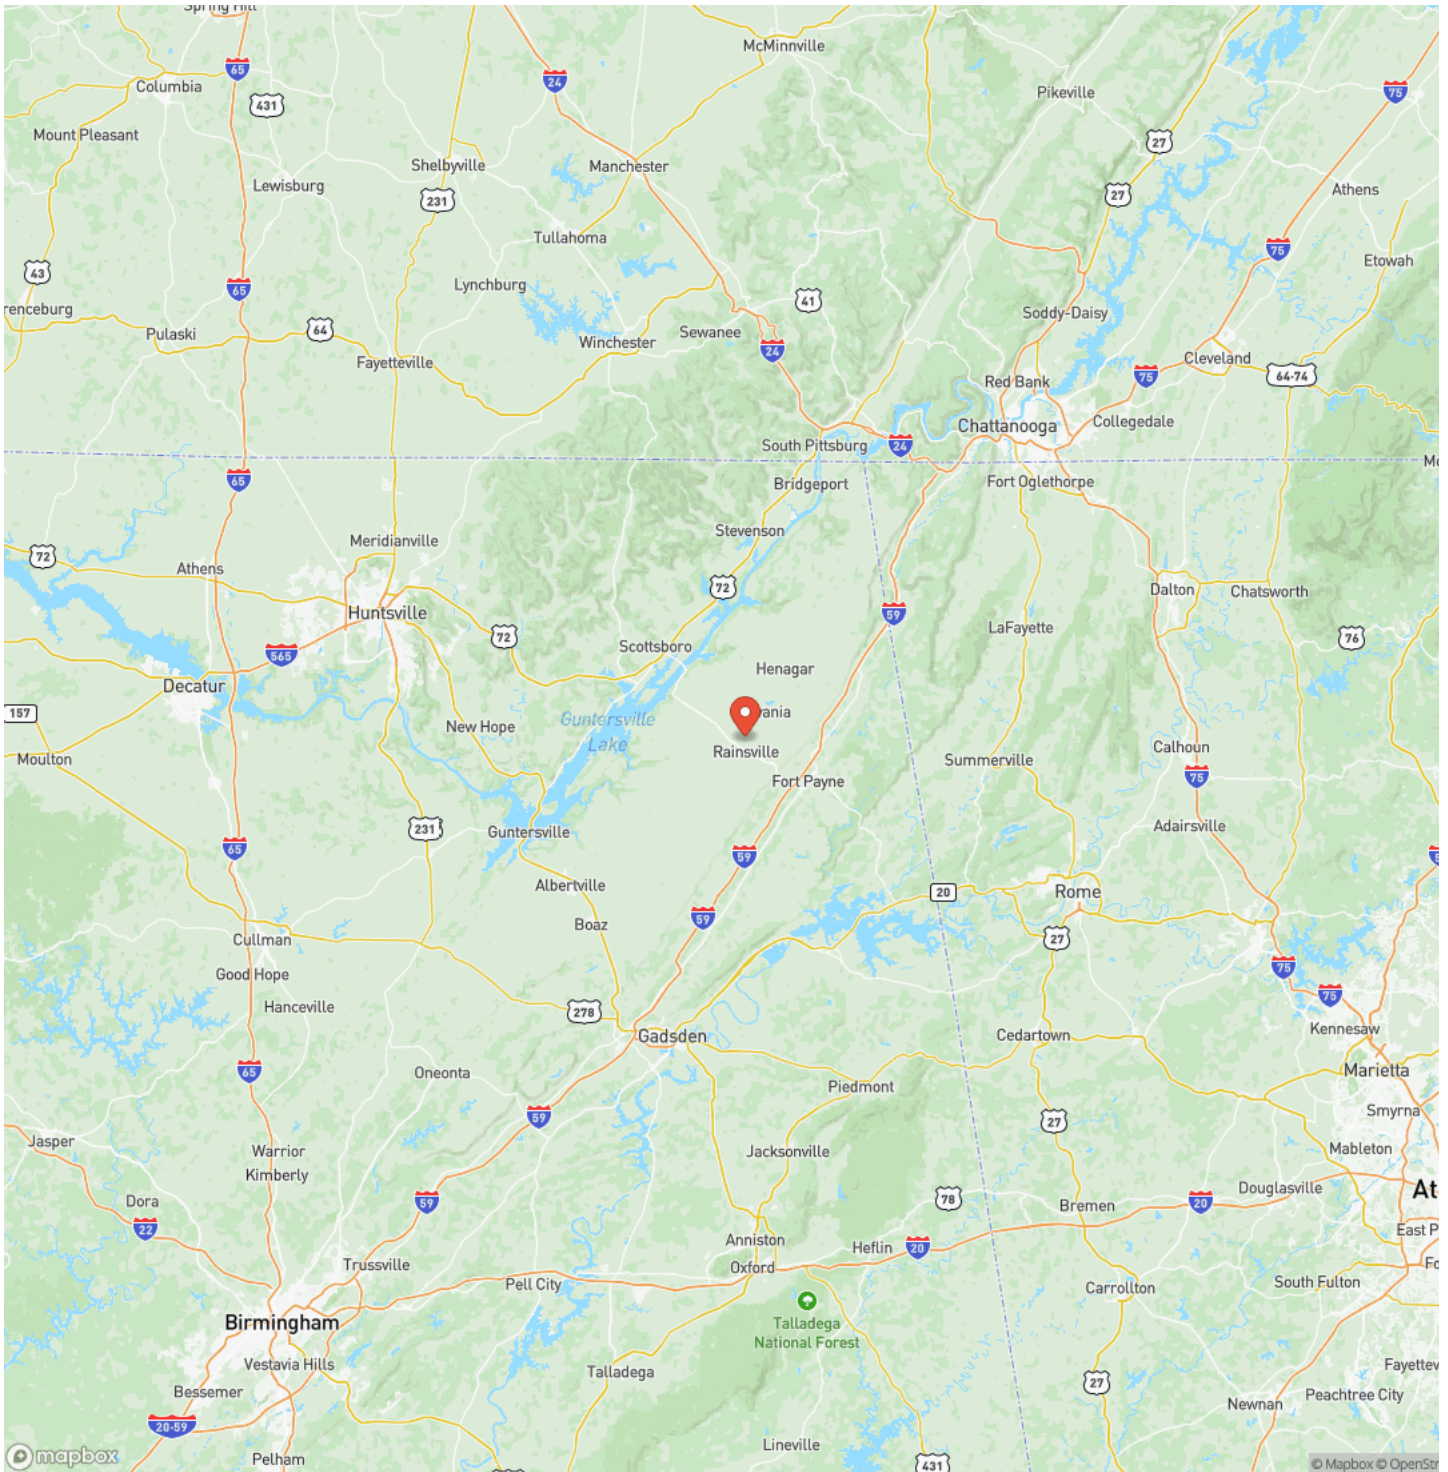 Spring Hill
McMinnville
65
24
Columbia
Pikeville
75
431
Mount Pleasant
27
Shelbyville
Manchester
Lewisburg
231
27
Athens
Tullahoma
75
Etowah
43
Lynchburg
65
41
renceburg
Soddy-Daisy
64
Pulaski
Sewanee
Winchester
24
Cleveland
Fayetteville
75
64-74
Red Bank
Collegedale
Chattanooga
South Pittsburg
24
65
Bridgeport
Fort Oglethorpe
Stevenson
Meridianville
72
Athens
72
Dalton
Chatsworth
Huntsville
59
72
LaFayette
76
Scottsboro
565
Henagar
Decatur
157
vania
Guntersville
Lake
New Hope
Rainsville
Calhoun
Moulton
Summerville
75
Fort Payne
231
Guntersville
Adairsville
65
59
Albertville
20
Rome
59
Boaz
Cullman
27
Good Hope
75
75
Hanceville
278
Kennesaw
Gadsden
Cedartown
65
Oneonta
Marietta
Piedmont
Smyrna
59
27
Jasper
Warrior
Jacksonville
Mableton
Kimberly
Douglasville
At
Dora
59
78
20
Bremen
22
East P
Anniston
Heflin
20
Trussville
Oxford
Fo
Pell City
Carrollton
South Fulton
Birmingham
Talladega
National Forest
Vestavia Hills
Talladega
Fayettev
Bessemer
27
Newnan
Peachtree City
20-59
Lineville
Pelham
mapbox
431
© Mapbox © OpenStr